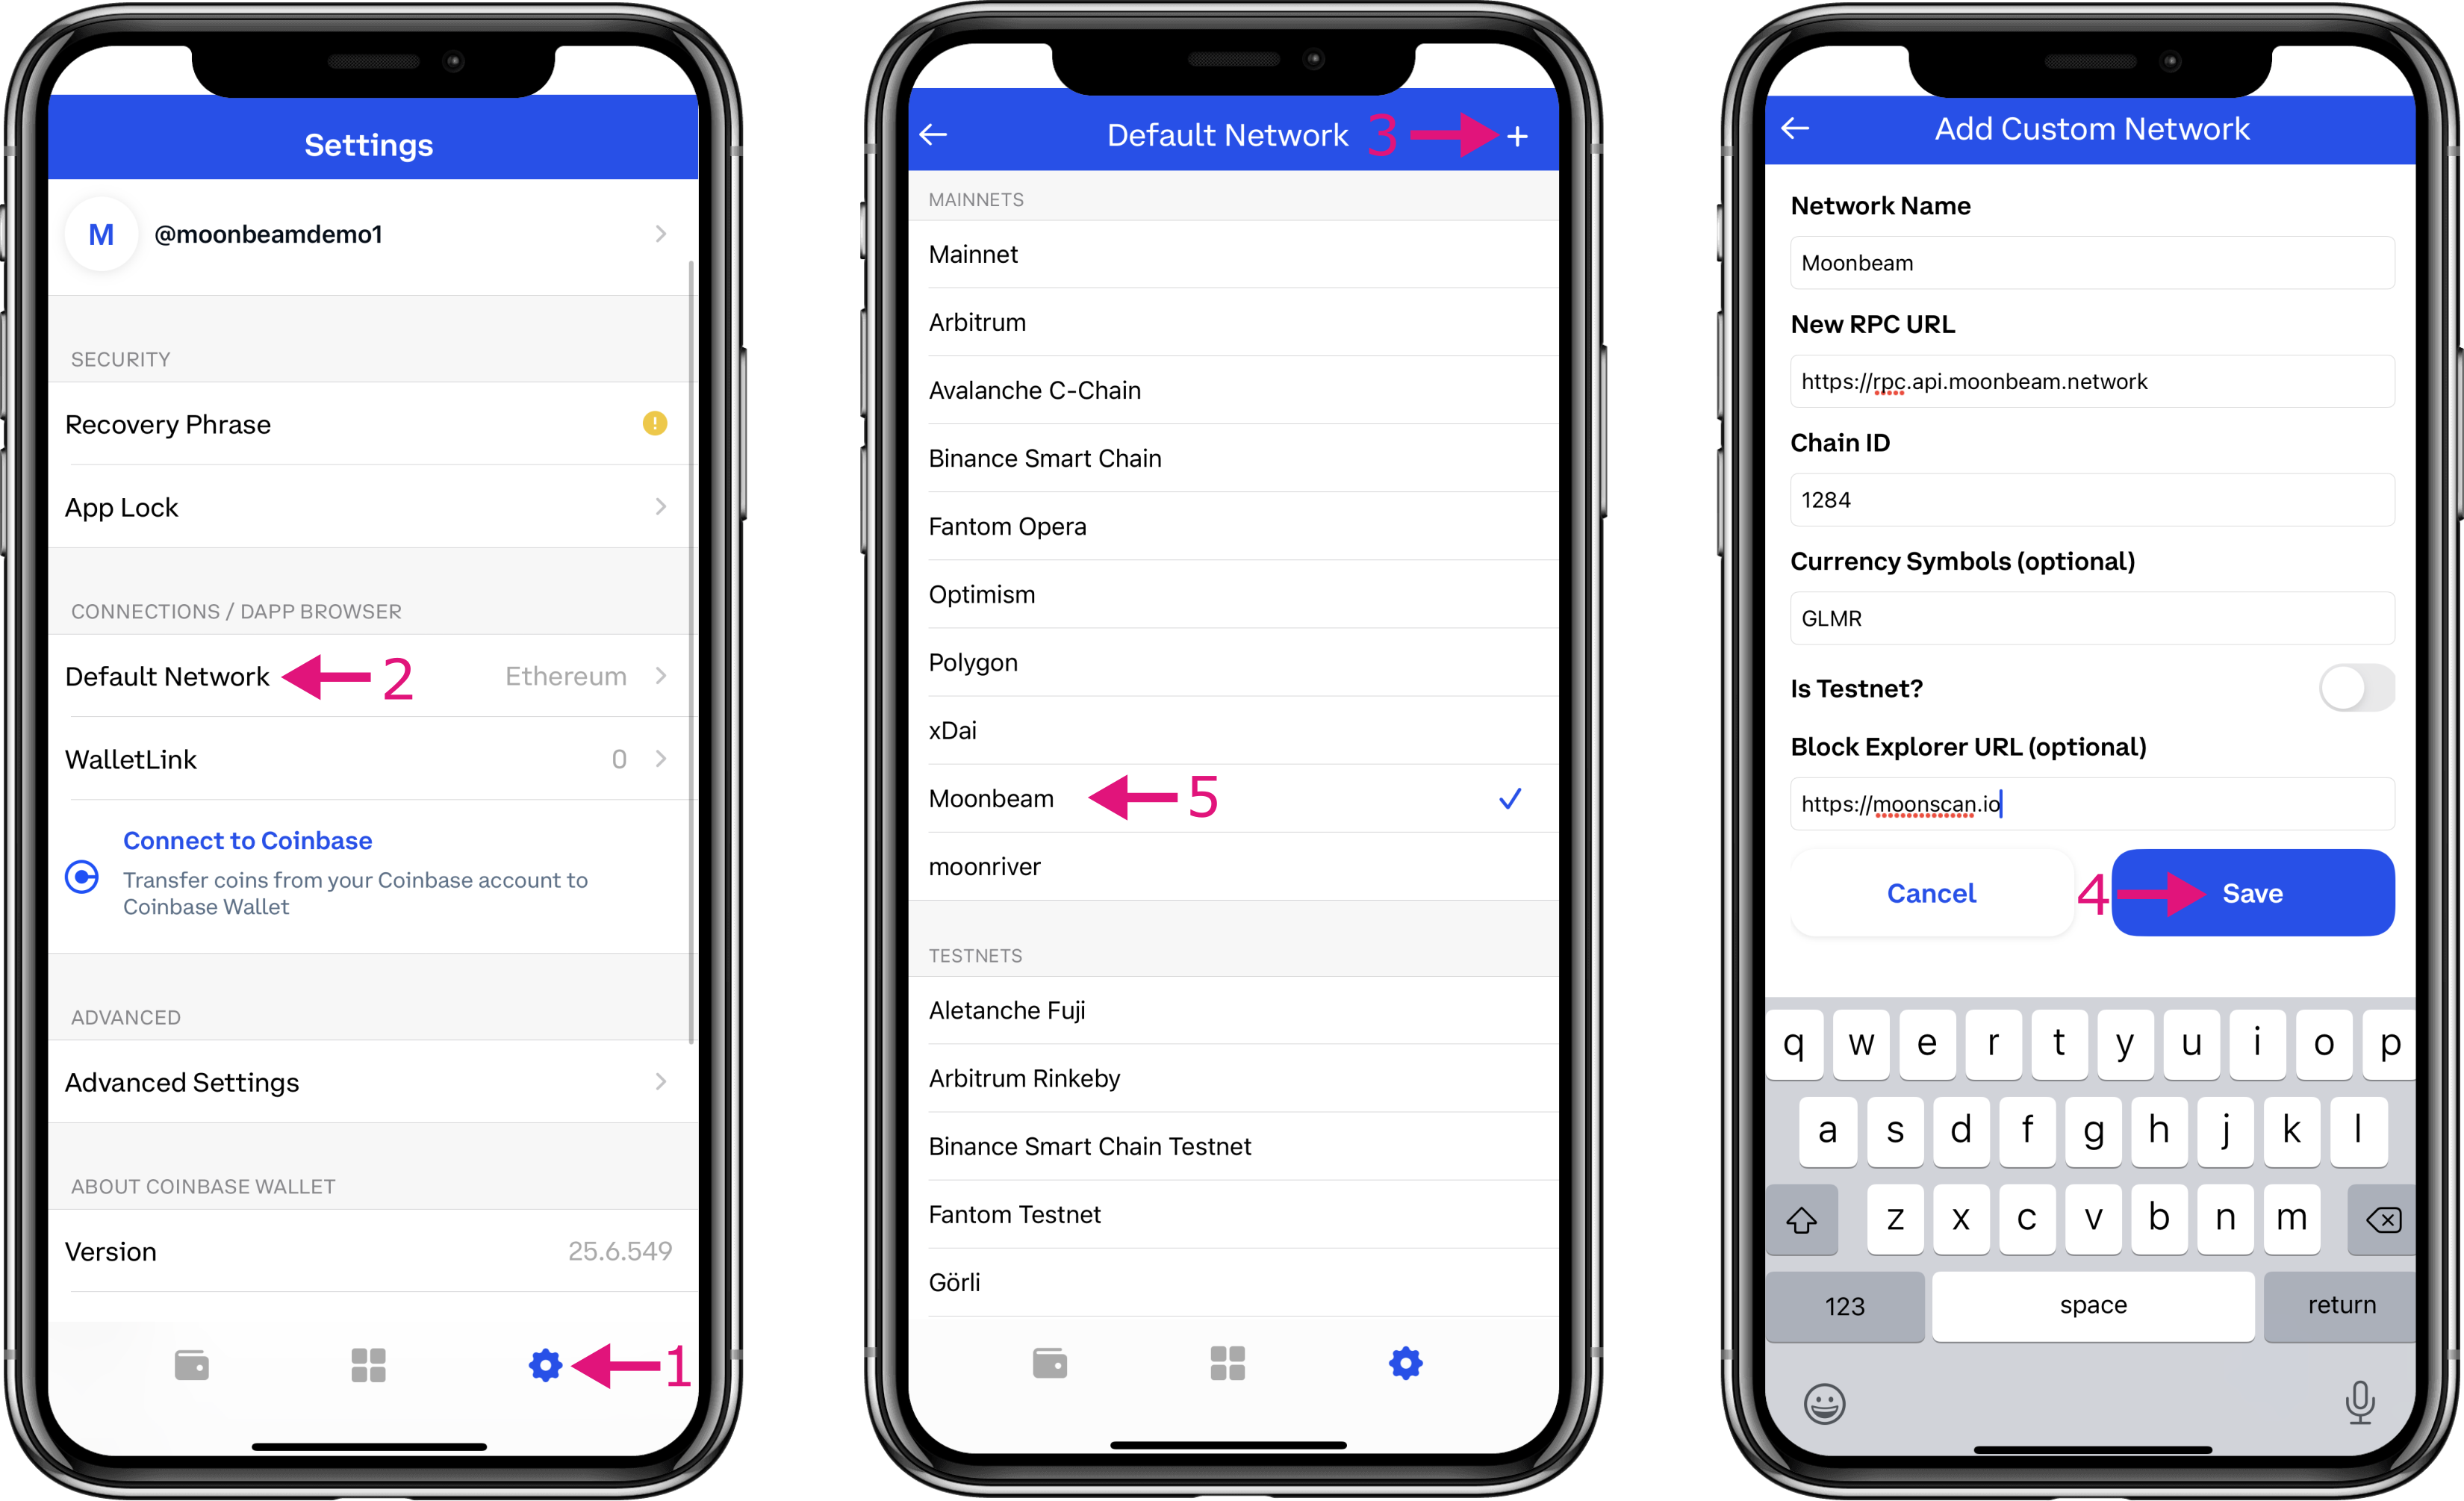 Settings
M @moonbeamdemo1
SECURITY
Recovery Phrase !
App Lock
CONNECTIONS / DAPP BROWSER
Default Network 2 Ethereum
WalletLink 0
Connect to Coinbase
Transfer coins from your Coinbase account to
Coinbase Wallet
ADVANCED
Advanced Settings
ABOUT COINBASE WALLET
Version 25.6.549
1
Default Network 3 +
MAINNETS
Mainnet
Arbitrum
Avalanche C-Chain
Binance Smart Chain
Fantom Opera
Optimism
Polygon
xDai
Moonbeam 5
moonriver
TESTNETS
Aletanche Fuji
Arbitrum Rinkeby
Binance Smart Chain Testnet
Fantom Testnet
Görli
Add Custom Network
Network Name
Moonbeam
New RPC URL
https://rpc.api.moonbeam.network
Chain ID
1284
Currency Symbols (optional)
GLMR
Is Testnet?
Block Explorer URL (optional)
https://moonscan.io
Cancel 4 Save
q w e r t y u i o p
a s d f g h j k l
z x c v b n m
123 space return